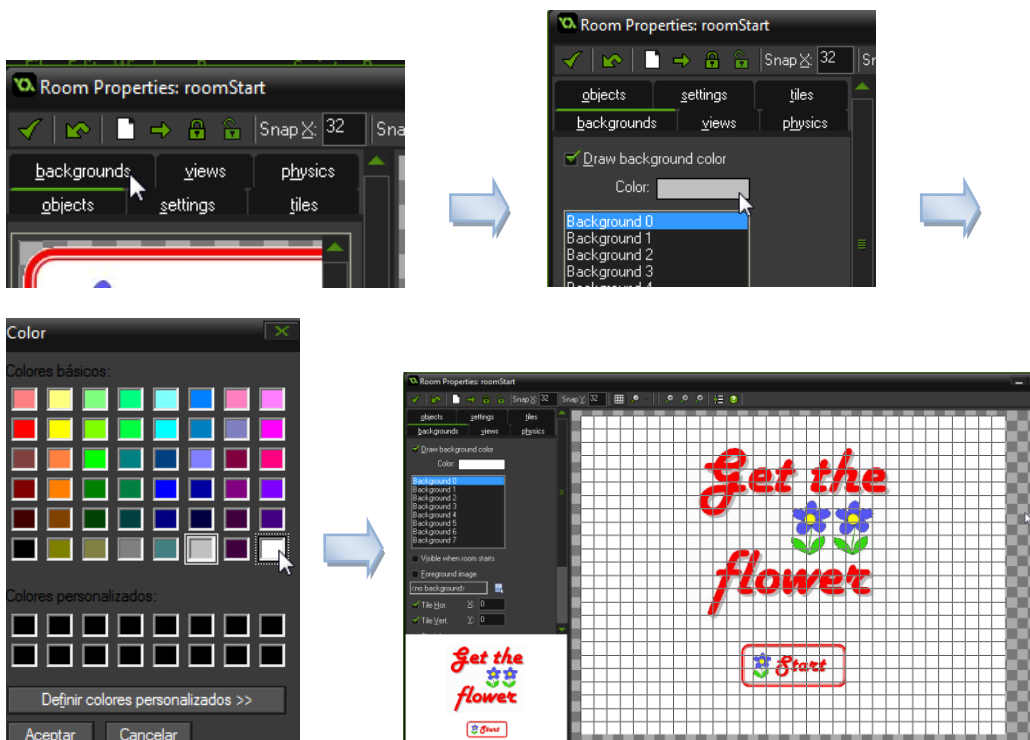 Room Properties: roomStart
Snap X: 32 Sna
backgrounds views physics
objects settings tiles
Room Properties: roomStart
Snap X: 32 Sn
objects settings tiles
backgrounds views physics
Draw background color
Color:
Background 0
Background 1
Background 2
Background 3
Color
Colores básicos:
Colores personalizados:
Definir colores personalizados >>
Aceptar Cancelar
Room Properties: roomStart
Snap X: 32 Snap Y: 32
objects settings tiles
backgrounds views physics
Draw background color
Color:
Background 0
Background 1
Background 2
Background 3
Background 4
Background 5
Background 6
Background 7
Visible when room starts
Foreground image
<no background>
Tile Hor. X: 0
Tile Vert. Y: 0
Get the
flower
Start
Get the
flower
Start